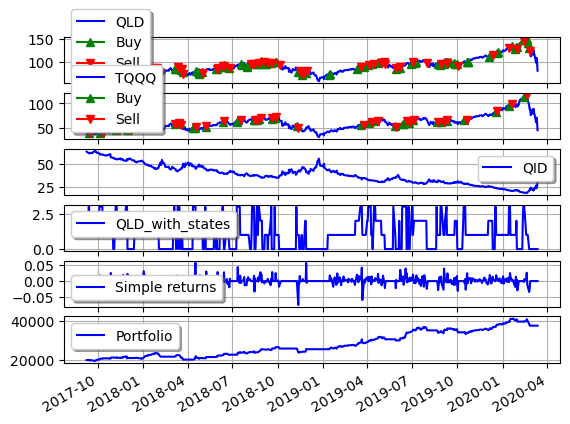 QLD
Buy
Sell
150
100
TQQQ
Buy
Sell
100
50
50
25
QID
2.5
0.0
QLD_with_states
0.05
0.00
−0.05
Simple returns
40000
20000
Portfolio
2017-10
2018-01
2018-04
2018-07
2018-10
2019-01
2019-04
2019-07
2019-10
2020-01
2020-04